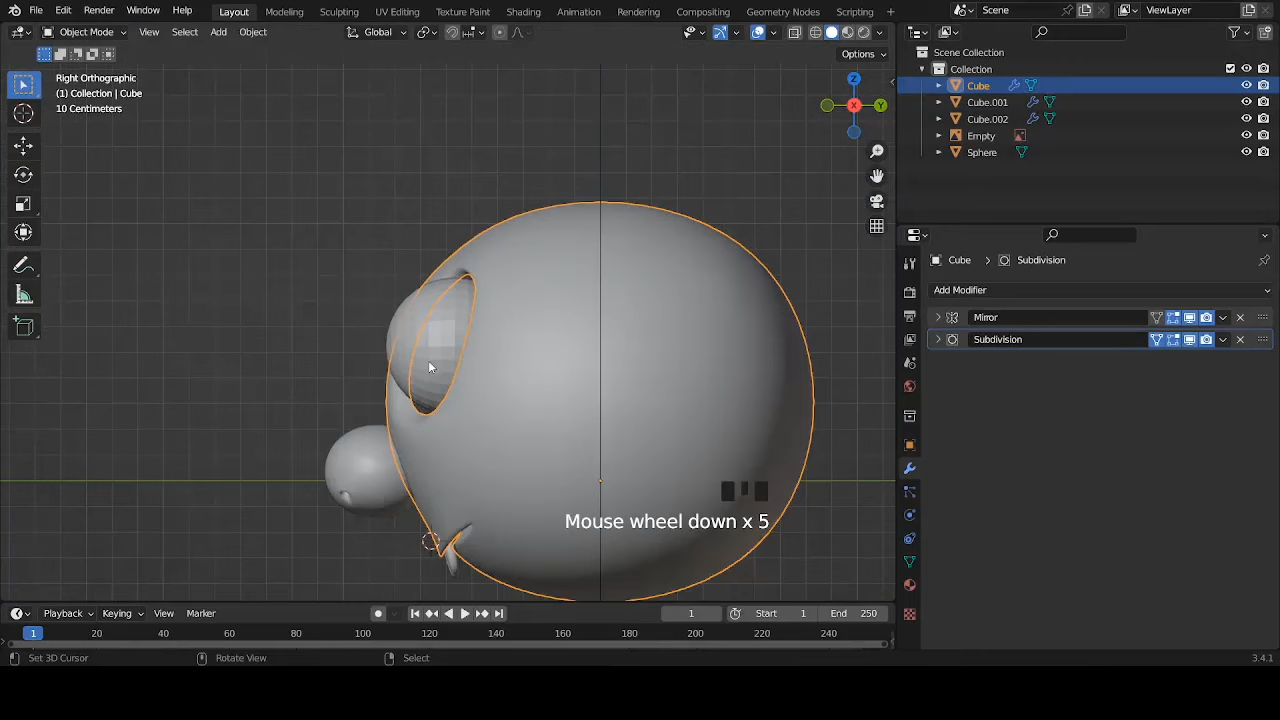 File Edit Render Window Help Layout Modeling Sculpting UV Editing Texture Paint Shading Animation Rendering Compositing Geometry Nodes Scripting Scene ViewLayer
Object Mode View Select Add Object Global
Options
Right Orthographic
(1) Collection | Cube
10 Centimeters
Z
X
Y
Mouse wheel down x 5
Scene Collection
Collection
Cube
Cube.001
Cube.002
Empty
Sphere
Cube Subdivision
Add Modifier
Mirror
Subdivision
Playback Keying View Marker 1 Start 1 End 250
1 20 40 60 80 100 120 140 160 180 200 220 240
Set 3D Cursor Rotate View Select 3.4.1